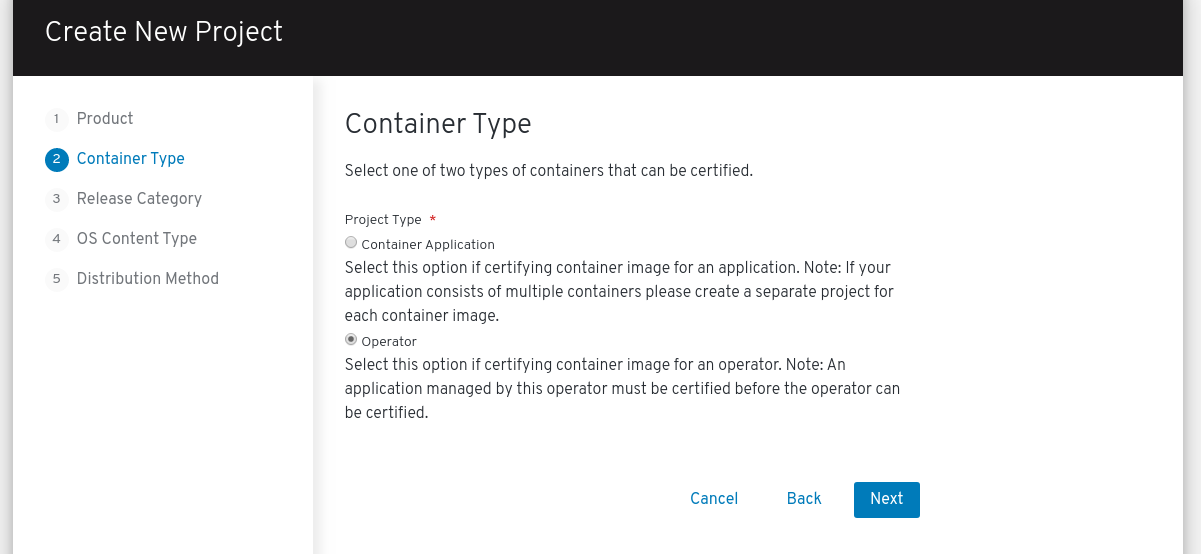 Create New Project
1 Product
2 Container Type
3 Release Category
4 OS Content Type
5 Distribution Method
Container Type
Select one of two types of containers that can be certified.
Project Type *
Container Application
Select this option if certifying container image for an application. Note: If your
application consists of multiple containers please create a separate project for
each container image.
Operator
Select this option if certifying container image for an operator. Note: An
application managed by this operator must be certified before the operator can
be certified.
Cancel Back Next